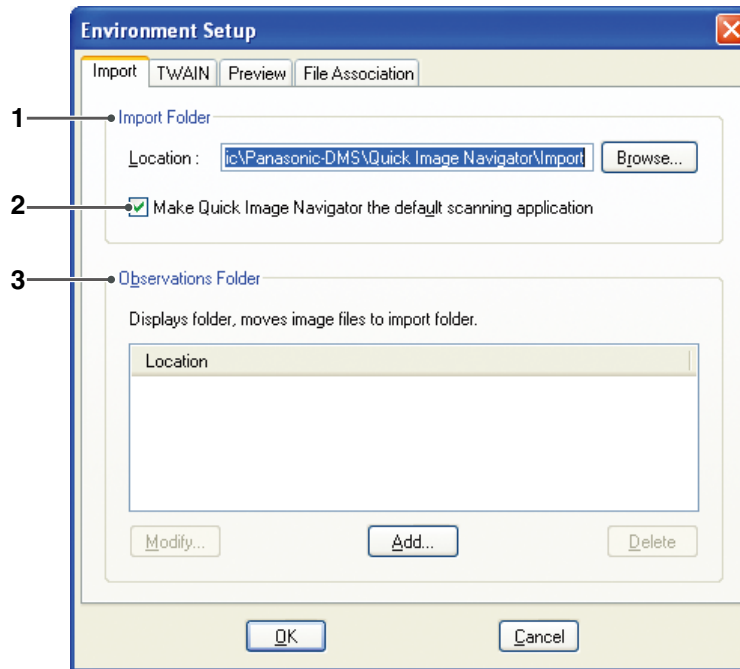 Environment Setup
Import TWAIN Preview File Association
1 Import Folder
Location : ic\Panasonic-DMS\Quick Image Navigator\Import Browse...
2 Make Quick Image Navigator the default scanning application
3 Observations Folder
Displays folder, moves image files to import folder.
Location
Modify... Add... Delete
OK Cancel